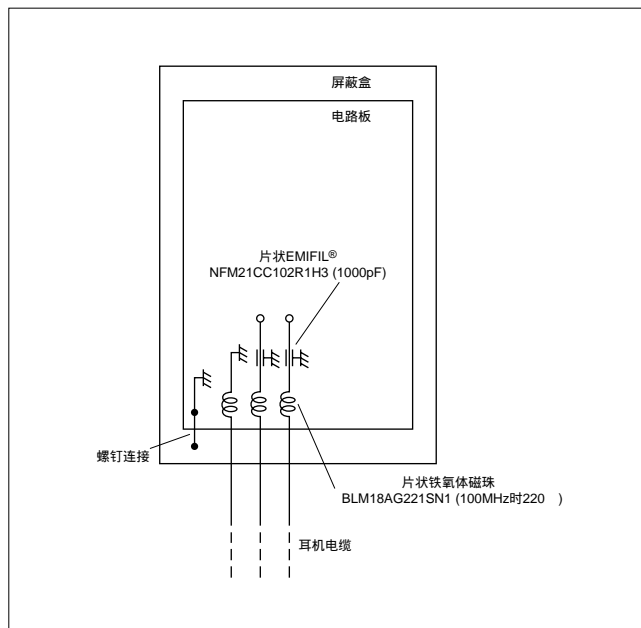 屏蔽盒
电路板
片状EMIFIL®
NFM21CC102R1H3 (1000pF)
螺钉连接
片状铁氧体磁珠
BLM18AG221SN1 (100MHz时220 )
耳机电缆